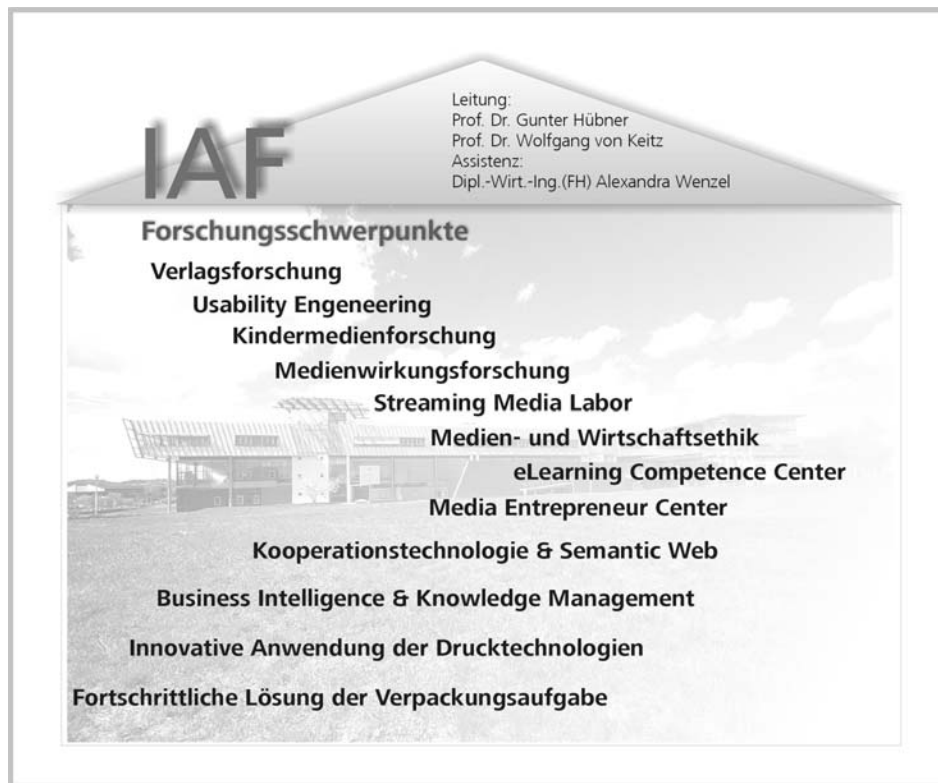 IAF
Leitung:
Prof. Dr. Gunter Hübner
Prof. Dr. Wolfgang von Keitz
Assistenz:
Dipl.-Wirt.-Ing.(FH) Alexandra Wenzel
Forschungsschwerpunkte
Verlagsforschung
Usability Engeneering
Kindermedienforschung
Medienwirkungsforschung
Streaming Media Labor
Medien- und Wirtschaftsethik
eLearning Competence Center
Media Entrepreneur Center
Kooperationstechnologie & Semantic Web
Business Intelligence & Knowledge Management
Innovative Anwendung der Drucktechnologien
Fortschrittliche Lösung der Verpackungsaufgabe